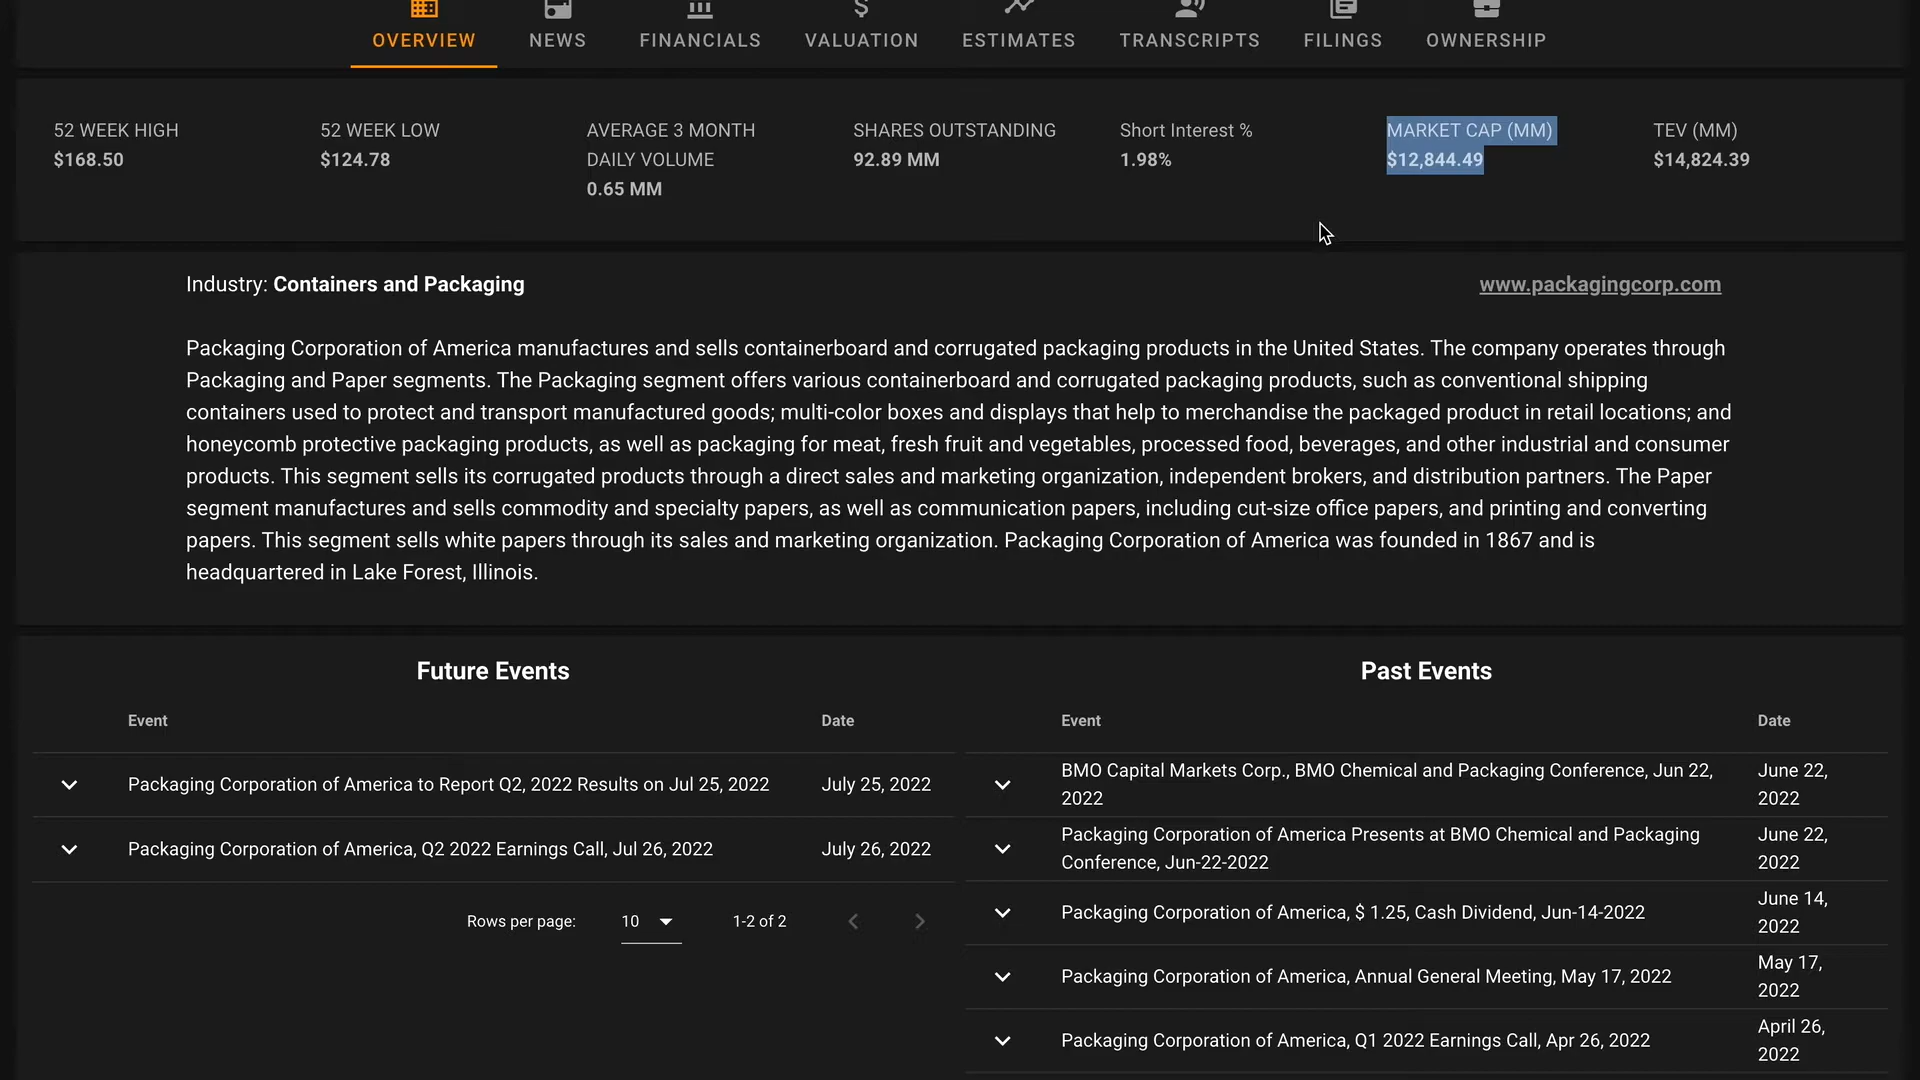 OVERVIEW NEWS FINANCIALS VALUATION ESTIMATES TRANSCRIPTS FILINGS OWNERSHIP
52 WEEK HIGH
$168.50
52 WEEK LOW
$124.78
AVERAGE 3 MONTH
DAILY VOLUME
0.65 MM
SHARES OUTSTANDING
92.89 MM
Short Interest %
1.98%
MARKET CAP (MM)
$12,844.49
TEV (MM)
$14,824.39
Industry: Containers and Packaging
www.packagingcorp.com
Packaging Corporation of America manufactures and sells containerboard and corrugated packaging products in the United States. The company operates through
Packaging and Paper segments. The Packaging segment offers various containerboard and corrugated packaging products, such as conventional shipping
containers used to protect and transport manufactured goods; multi-color boxes and displays that help to merchandise the packaged product in retail locations; and
honeycomb protective packaging products, as well as packaging for meat, fresh fruit and vegetables, processed food, beverages, and other industrial and consumer
products. This segment sells its corrugated products through a direct sales and marketing organization, independent brokers, and distribution partners. The Paper
segment manufactures and sells commodity and specialty papers, as well as communication papers, including cut-size office papers, and printing and converting
papers. This segment sells white papers through its sales and marketing organization. Packaging Corporation of America was founded in 1867 and is
headquartered in Lake Forest, Illinois.
Future Events
Event Date
Packaging Corporation of America to Report Q2, 2022 Results on Jul 25, 2022 July 25, 2022
Packaging Corporation of America, Q2 2022 Earnings Call, Jul 26, 2022 July 26, 2022
Rows per page: 10 1-2 of 2
Past Events
Event Date
BMO Capital Markets Corp., BMO Chemical and Packaging Conference, Jun 22, 
2022
June 22,
2022
Packaging Corporation of America Presents at BMO Chemical and Packaging
Conference, Jun-22-2022
June 22,
2022
Packaging Corporation of America, $ 1.25, Cash Dividend, Jun-14-2022
June 14,
2022
Packaging Corporation of America, Annual General Meeting, May 17, 2022
May 17,
2022
Packaging Corporation of America, Q1 2022 Earnings Call, Apr 26, 2022
April 26,
2022